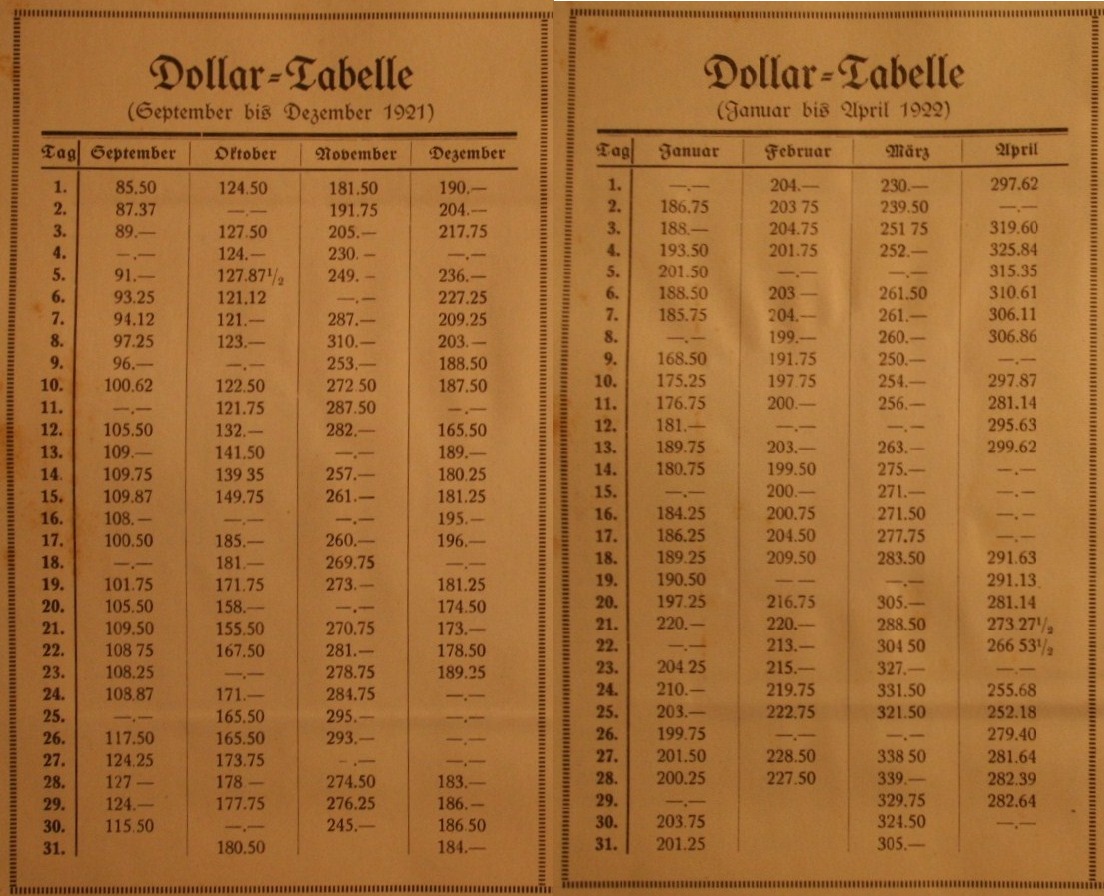 Dollar-Tabelle
(September bis Dezember 1921)
Tag September Oktober November Dezember
1. 85.50 124.50 181.50 190.—
2. 87.37 —.— 191.75 204.—
3. 89.— 127.50 205.— 217.75
4. —.— 124.— 230.— —.—
5. 91.— 127.87½ 249.— 236.—
6. 93.25 121.12 —.— 227.25
7. 94.12 121.— 287.— 209.25
8. 97.25 123.— 310.— 203.—
9. 96.— —.— 253.— 188.50
10. 100.62 122.50 272 50 187.50
11. —.— 121.75 287.50 —.—
12. 105.50 132.— 282.— 165.50
13. 109.— 141.50 —.— 189.—
14. 109.75 139 35 257.— 180.25
15. 109.87 149.75 261.— 181.25
16. 108.— —.— —.— 195.—
17. 100.50 185.— 260.— 196.—
18. —.— 181.— 269.75
19. 101.75 171.75 273.— 181.25
20. 105.50 158.— —.— 174.50
21. 109.50 155.50 270.75 173.—
22. 108 75 167.50 281.— 178.50
23. 108.25 —.— 278.75 189.25
24. 108.87 171.— 284.75 —.—
25. —.— 165.50 295.— —.—
26. 117.50 165.50 293.— —.—
27. 124.25 173.75 —.— —.—
28. 127 — 178 — 274.50 183.—
29. 124.— 177.75 276.25 186.—
30. 115.50 —.— 245.— 186 50
31. 180.50 184.—
Dollar-Tabelle
(Januar bis April 1922)
Tag Januar Februar März April
1. —.— 204.— 230.— 297.62
2. 186.75 203 75 239.50 —.—
3. 188.— 204.75 251 75 319.60
4. 193.50 201.75 252.— 325.84
5. 201.50 —.— —.— 315.35
6. 188.50 203 — 261.50 310.61
7. 185.75 204.— 261.— 306.11
8. —.— 199.— 260.— 306.86
9. 168.50 191.75 250.— —.—
10. 175.25 197 75 254.— 297.87
11. 176.75 200.— 256.— 281.14
12. 181.— —.— —.— 295.63
13. 189.75 203.— 263.— 299.62
14. 180.75 199.50 275.— —.—
15. —.— 200.— 271.— —.—
16. 184.25 200.75 271.50 —.—
17. 186.25 204.50 277.75 —.—
18. 189.25 209.50 283.50 291.63
19. 190.50 — — —.— 291.13
20. 197.25 216.75 305.— 281.14
21. 220.— 220.— 288.50 273.27½
22. —.— 213.— 304 50 266 53½
23. 204 25 215.— 327.— —.—
24. 210.— 219.75 331.50 255.68
25. 203.— 222.75 321.50 252.18
26. 199.75 —.— —.— 279.40
27. 201.50 228.50 338 50 281.64
28. 200.25 227.50 339.— 282.39
29. —.— 329.75 282.64
30. 203.75 324.50 —.—
31. 201.25 305.—